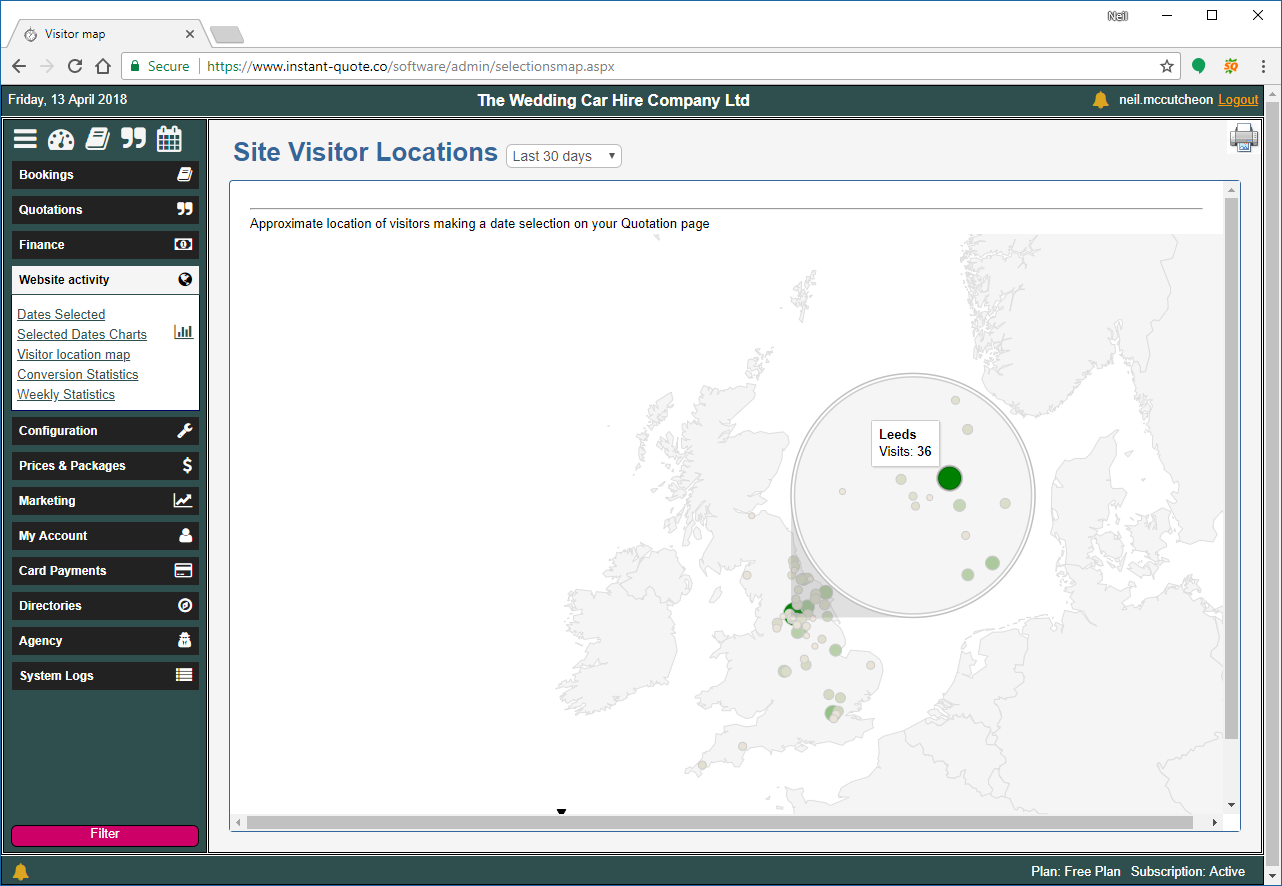 Neil
Visitor map
Secure
https://www.instant-quote.co/software/admin/selectionsmap.aspx
SQ
Friday, 13 April 2018
The Wedding Car Hire Company Ltd
neil.mccutcheon Logout
Site Visitor Locations
Last 30 days
Bookings
Quotations
Finance
Website activity
Dates Selected
Selected Dates Charts
Visitor location map
Conversion Statistics
Weekly Statistics
Configuration
Prices & Packages
Marketing
My Account
Card Payments
Directories
Agency
System Logs
Filter
Approximate location of visitors making a date selection on your Quotation page
Leeds
Visits: 36
Plan: Free Plan Subscription: Active